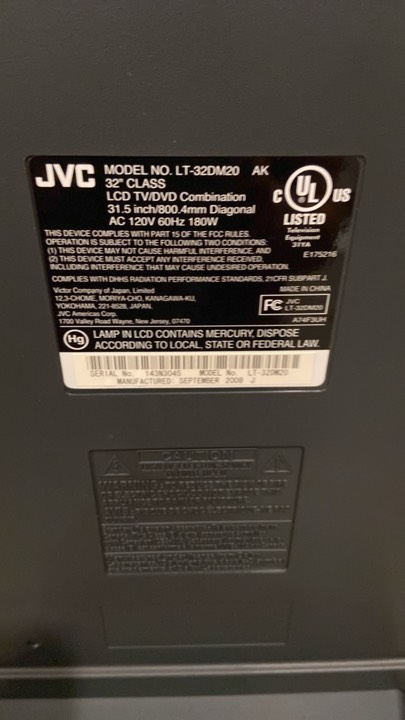 JVC MODEL NO. LT-32DM20 AK
32" CLASS
LCD TV/DVD Combination
31.5 inch/800.4mm Diagonal
AC 120V 60Hz 180W
C UL US
LISTED
Television
Equipment
31YA
E175216
THIS DEVICE COMPLIES WITH PART 15 OF THE FCC RULES.
OPERATION IS SUBJECT TO THE FOLLOWING TWO CONDITIONS:
(1) THIS DEVICE MAY NOT CAUSE HARMFUL INTERFERENCE, AND
(2) THIS DEVICE MUST ACCEPT ANY INTERFERENCE RECEIVED,
INCLUDING INTERFERENCE THAT MAY CAUSE UNDESIRED OPERATION.
COMPLIES WITH DHHS RADIATION PERFORMANCE STANDARDS, 21CFR SUBPART J.
Victor Company of Japan, Limited
12,3-CHOME, MORIYA-CHO, KANAGAWA-KU,
YOKOHAMA, 221-8528, JAPAN.
JVC Americas Corp.
1700 Valley Road Wayne, New Jersey, 07470
MADE IN CHINA
FC JVC
LT-32DM20
A74F3UH
Hg LAMP IN LCD CONTAINS MERCURY, DISPOSE
ACCORDING TO LOCAL, STATE OR FEDERAL LAW.
SERIAL No. 143N3045 MODEL No. LT-32DM20
MANUFACTURED: SEPTEMBER 2008 J
CAUTION